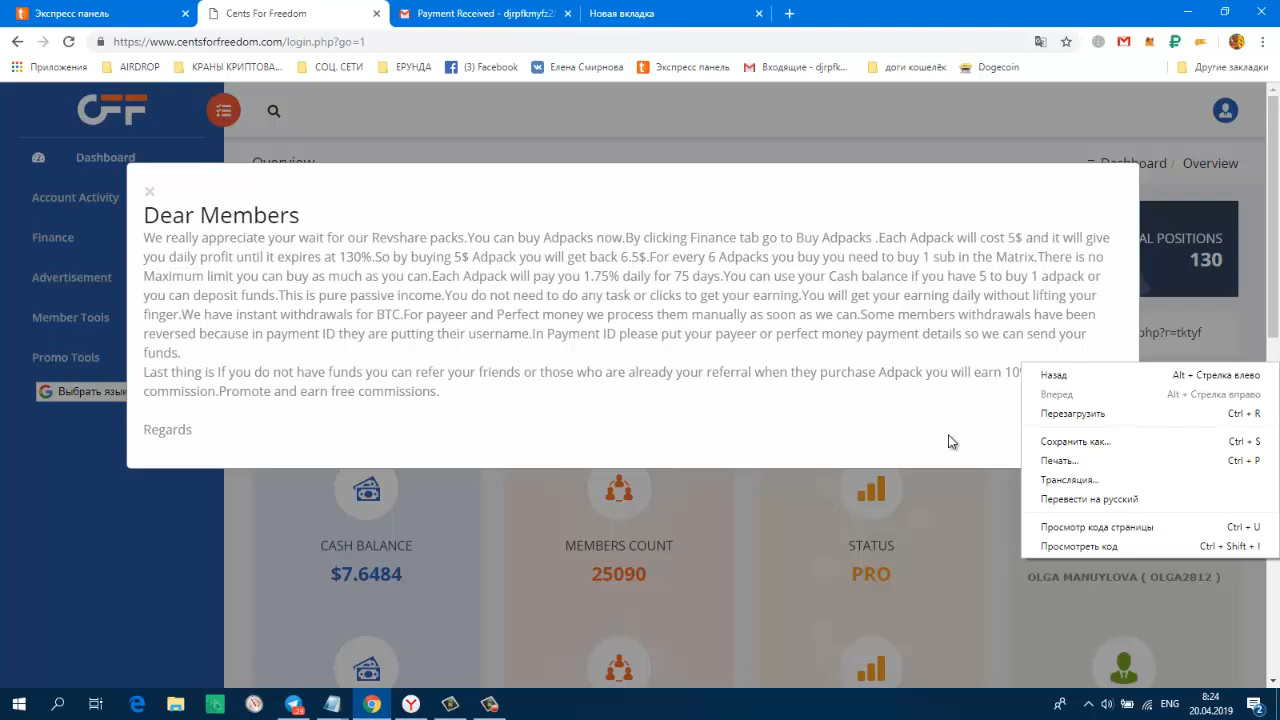 Экспресс панель
Cents For Freedom
Payment Received - djrpfkmyfz2
Новая вкладка
https://www.centsforfreedom.com/login.php?go=1
Приложения
AIRDROP
КРАНЫ КРИПТОВА...
СОЦ. СЕТИ
ЕРУНДА
(3) Facebook
Елена Смирнова
Экспресс панель
Входящие - djrpfk...
доги кошелёк
Dogecoin
Другие закладки
CFF
Dashboard
Account Activity
Finance
Advertisement
Member Tools
Promo Tools
Выбрать язык
Overview
Dashboard / Overview
AL POSITIONS
130
php?r=tktyf
×
Dear Members
We really appreciate your wait for our Revshare packs.You can buy Adpacks now.By clicking Finance tab go to Buy Adpacks .Each Adpack will cost 5$ and it will give
you daily profit until it expires at 130%.So by buying 5$ Adpack you will get back 6.5$.For every 6 Adpacks you buy you need to buy 1 sub in the Matrix.There is no
Maximum limit you can buy as much as you can.Each Adpack will pay you 1.75% daily for 75 days.You can use your Cash balance if you have 5 to buy 1 adpack or
you can deposit funds.This is pure passive income.You do not need to do any task or clicks to get your earning.You will get your earning daily without lifting your
finger.We have instant withdrawals for BTC.For payeer and Perfect money we process them manually as soon as we can.Some members withdrawals have been
reversed because in payment ID they are putting their username.In Payment ID please put your payeer or perfect money payment details so we can send your
funds.
Last thing is If you do not have funds you can refer your friends or those who are already your referral when they purchase Adpack you will earn 10%
commission.Promote and earn free commissions.
Regards
Назад Alt + Стрелка влево
Вперед Alt + Стрелка вправо
Перезагрузить Ctrl + R
Сохранить как... Ctrl + S
Печать... Ctrl + P
Трансляция...
Перевести на русский
Просмотр кода страницы Ctrl + U
Просмотреть код Ctrl + Shift + I
CASH BALANCE
$7.6484
MEMBERS COUNT
25090
STATUS
PRO
OLGA MANUYLOVA ( OLGA2812 )
8:24
20.04.2019